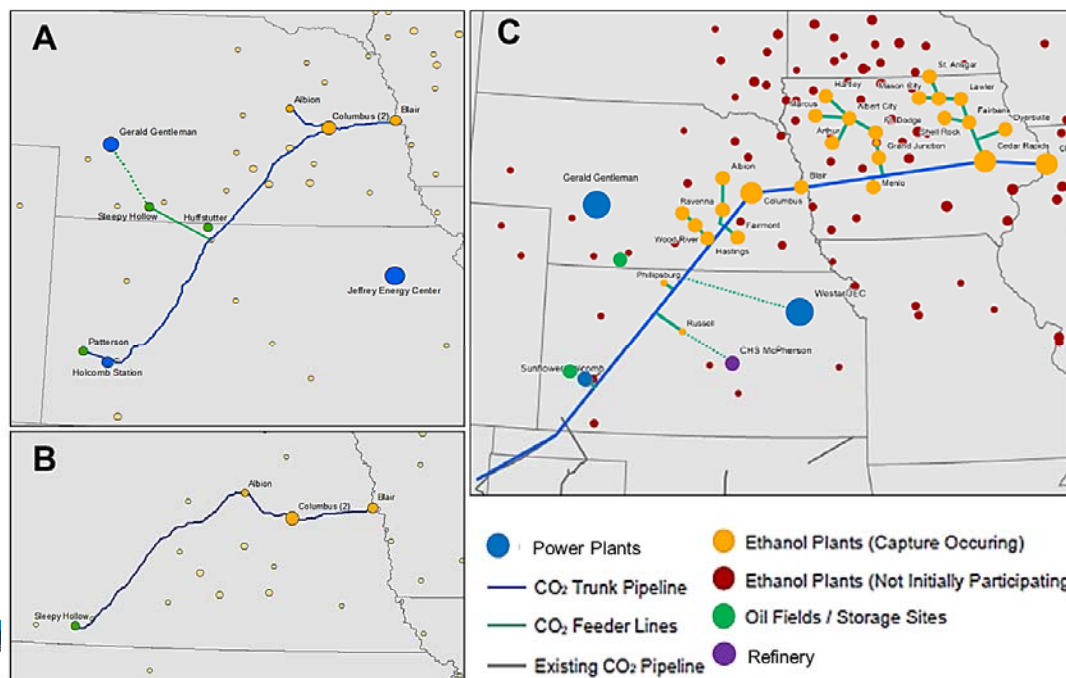 A
Albion
Columbus (2)
Blair
Gerald Gentleman
Sleepy Hollow
Huffstutter
Jeffrey Energy Center
Patterson
Holcomb Station
B
Albion
Columbus (2)
Blair
Sleepy Hollow
C
St. Ansgar
Hartley
Mason City
Lawler
Marcus
Albert City
Fairbank
Ft. Dodge
Dyersville
Arthur
Shell Rock
Grand Junction
Cedar Rapids
Albion
Blair
Menlo
Gerald Gentleman
Columbus
Ravenna
Fairmont
Wood River
Hastings
Phillipsburg
Westar JEC
Russell
CHS McPherson
Power Plants
CO₂ Trunk Pipeline
CO₂ Feeder Lines
Existing CO₂ Pipeline
Ethanol Plants (Capture Occuring)
Ethanol Plants (Not Initially Participating
Oil Fields / Storage Sites
Refinery